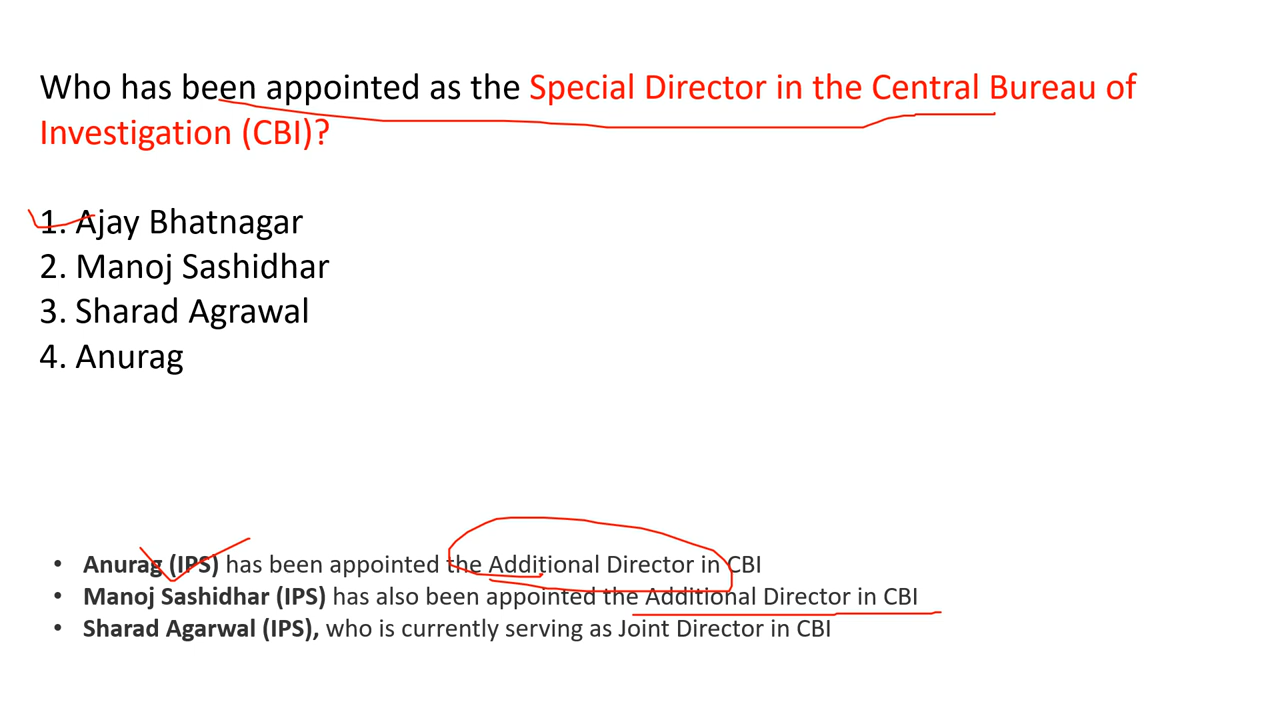 Who has been appointed as the Special Director in the Central Bureau of
Investigation (CBI)?
1. Ajay Bhatnagar
2. Manoj Sashidhar
3. Sharad Agrawal
4. Anurag
• Anurag (IPS) has been appointed the Additional Director in CBI
• Manoj Sashidhar (IPS) has also been appointed the Additional Director in CBI
• Sharad Agarwal (IPS), who is currently serving as Joint Director in CBI